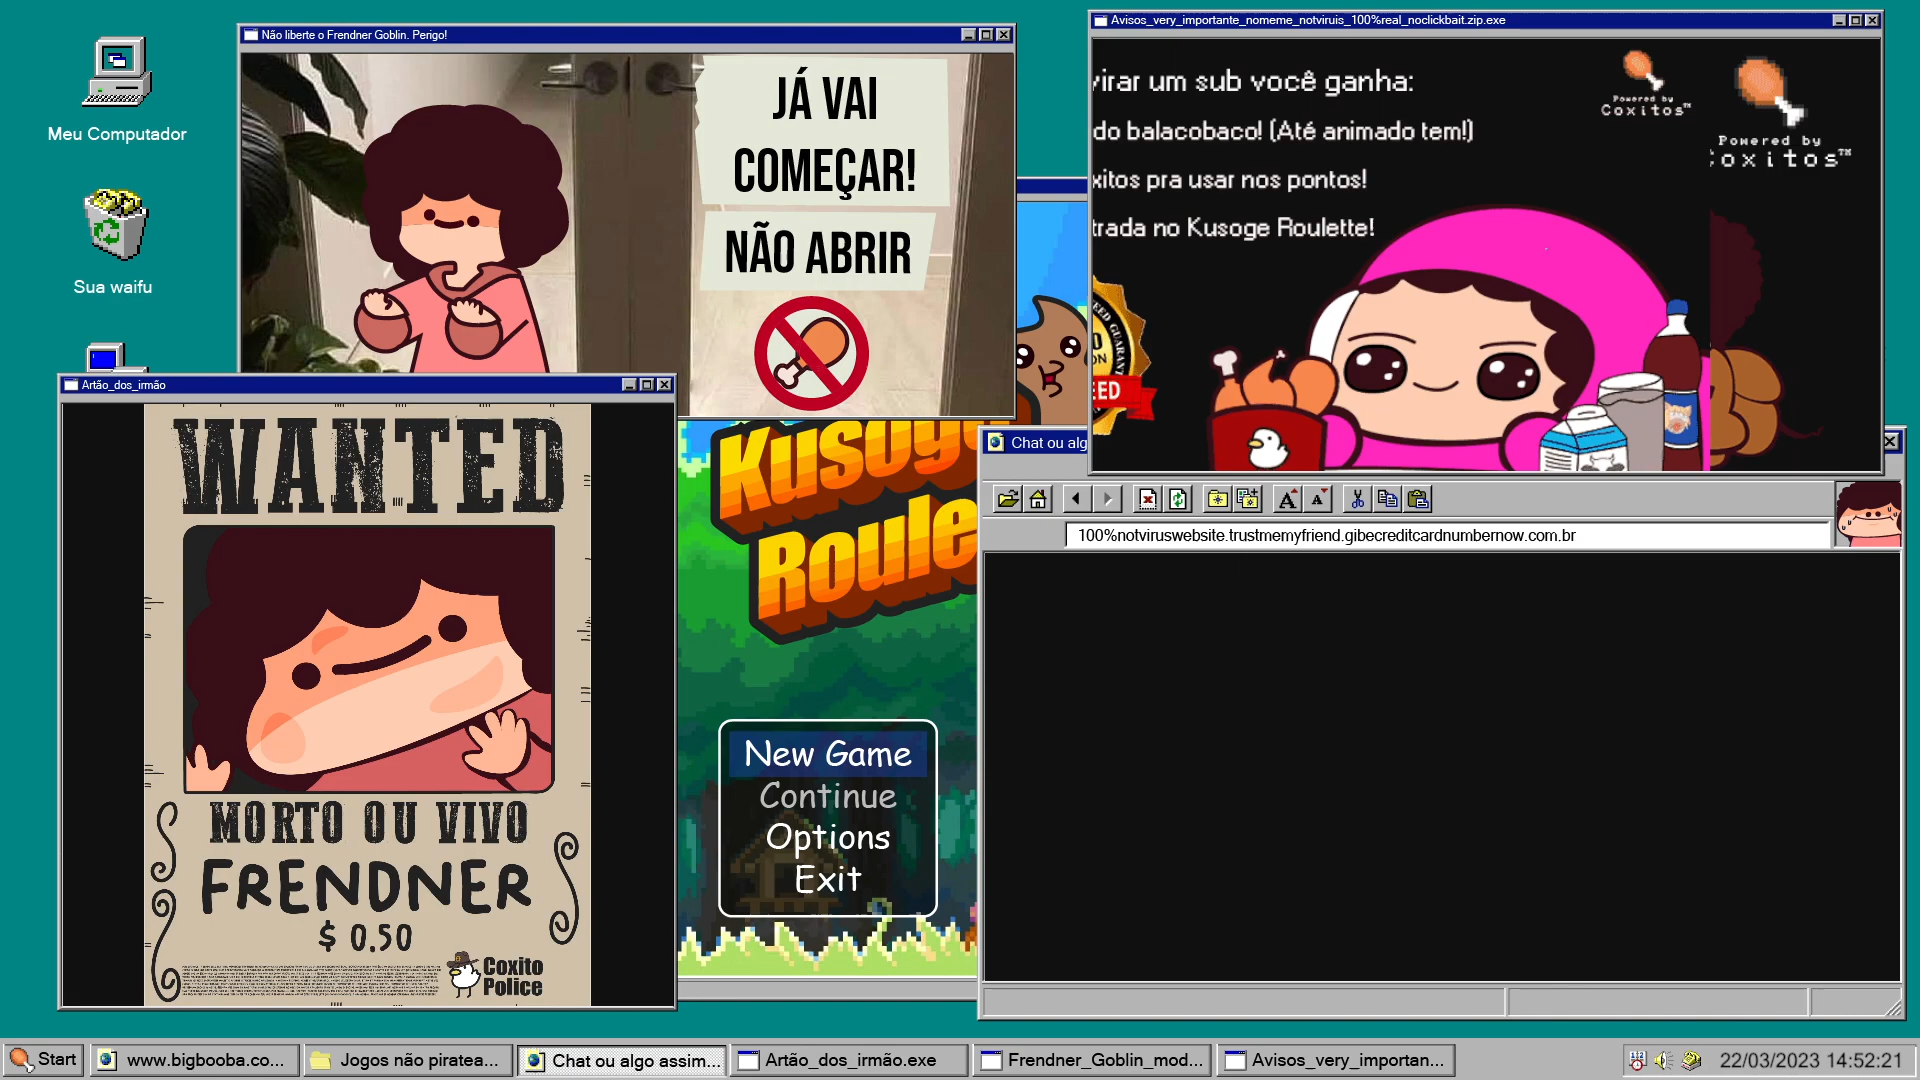 Meu Computador
Sua waifu
Não liberte o Frendner Goblin. Perigo!
JÁ VAI
COMEÇAR!
NÃO ABRIR
Avisos_very_importante_nomeme_notviruis_100%real_noclickbait.zip.exe
virar um sub você ganha:
do balacobaco! (Até animado tem!)
xitos pra usar nos pontos!
trada no Kusoge Roulette!
Powered by
Coxitos™
Powered by
Coxitos™
EED
Artão_dos_irmão
WANTED
MORTO OU VIVO
FRENDNER
$ 0.50
Coxito
Police
Kusoge
Roule
New Game
Continue
Options
Exit
Chat ou alg
100%notviruswebsite.trustmemyfriend.gibecreditcardnumbernow.com.br
Start
www.bigbooba.co...
Jogos não piratea...
Chat ou algo assim...
Artão_dos_irmão.exe
Frendner_Goblin_mod...
Avisos_very_importan...
22/03/2023 14:52:21